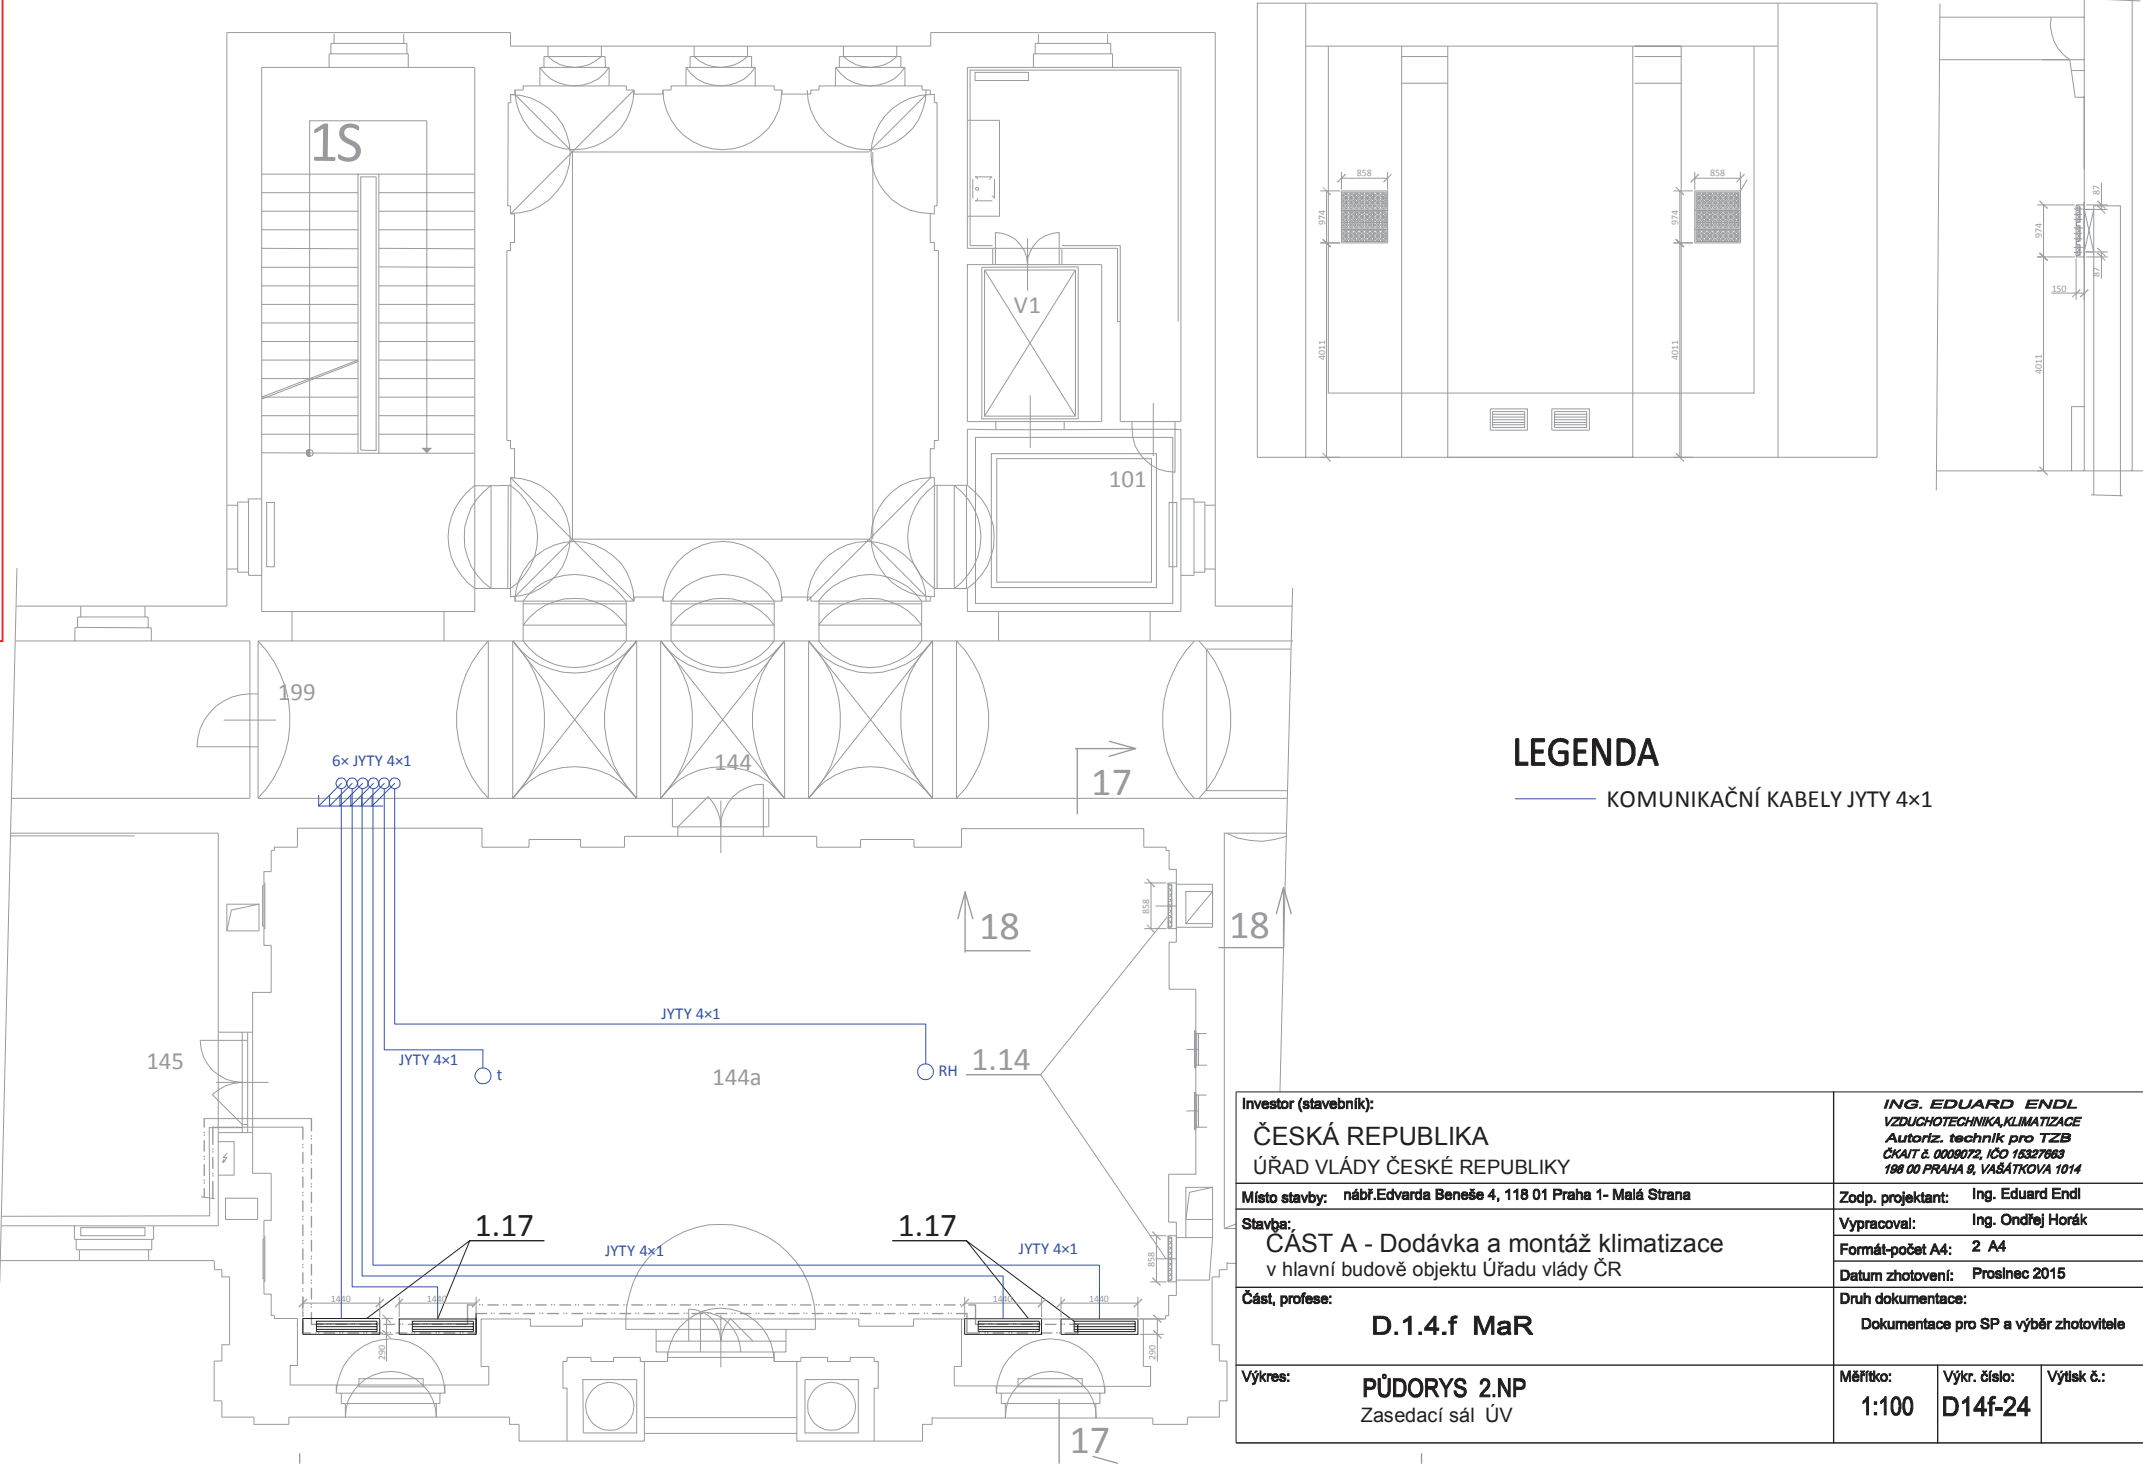 1S
V1
101
199
144
17
6× JYTY 4×1
18
18
858
JYTY 4×1
JYTY 4×1
t
RH
1.14
144a
145
1.17
1.17
JYTY 4×1
JYTY 4×1
858
1440
1440
1440
1440
290
290
17
858
858
974
974
4011
4011
974
87
87
150
4011
LEGENDA
KOMUNIKAČNÍ KABELY JYTY 4×1
Investor (stavebník):
ČESKÁ REPUBLIKA
ÚŘAD VLÁDY ČESKÉ REPUBLIKY
ING. EDUARD ENDL
VZDUCHOTECHNIKA,KLIMATIZACE
Autoriz. technik pro TZB
ČKAIT č. 0009072, IČO 15327663
198 00 PRAHA 9, VAŠÁTKOVA 1014
Místo stavby: nábř.Edvarda Beneše 4, 118 01 Praha 1- Malá Strana
Zodp. projektant: Ing. Eduard Endl
Stavba:
ČÁST A - Dodávka a montáž klimatizace
v hlavní budově objektu Úřadu vlády ČR
Vypracoval: Ing. Ondřej Horák
Formát-počet A4: 2 A4
Datum zhotovení: Prosinec 2015
Část, profese:
D.1.4.f MaR
Druh dokumentace:
Dokumentace pro SP a výběr zhotovitele
Výkres:
PŮDORYS 2.NP
Zasedací sál ÚV
Měřítko:
1:100
Výkr. číslo:
D14f-24
Výtisk č.: